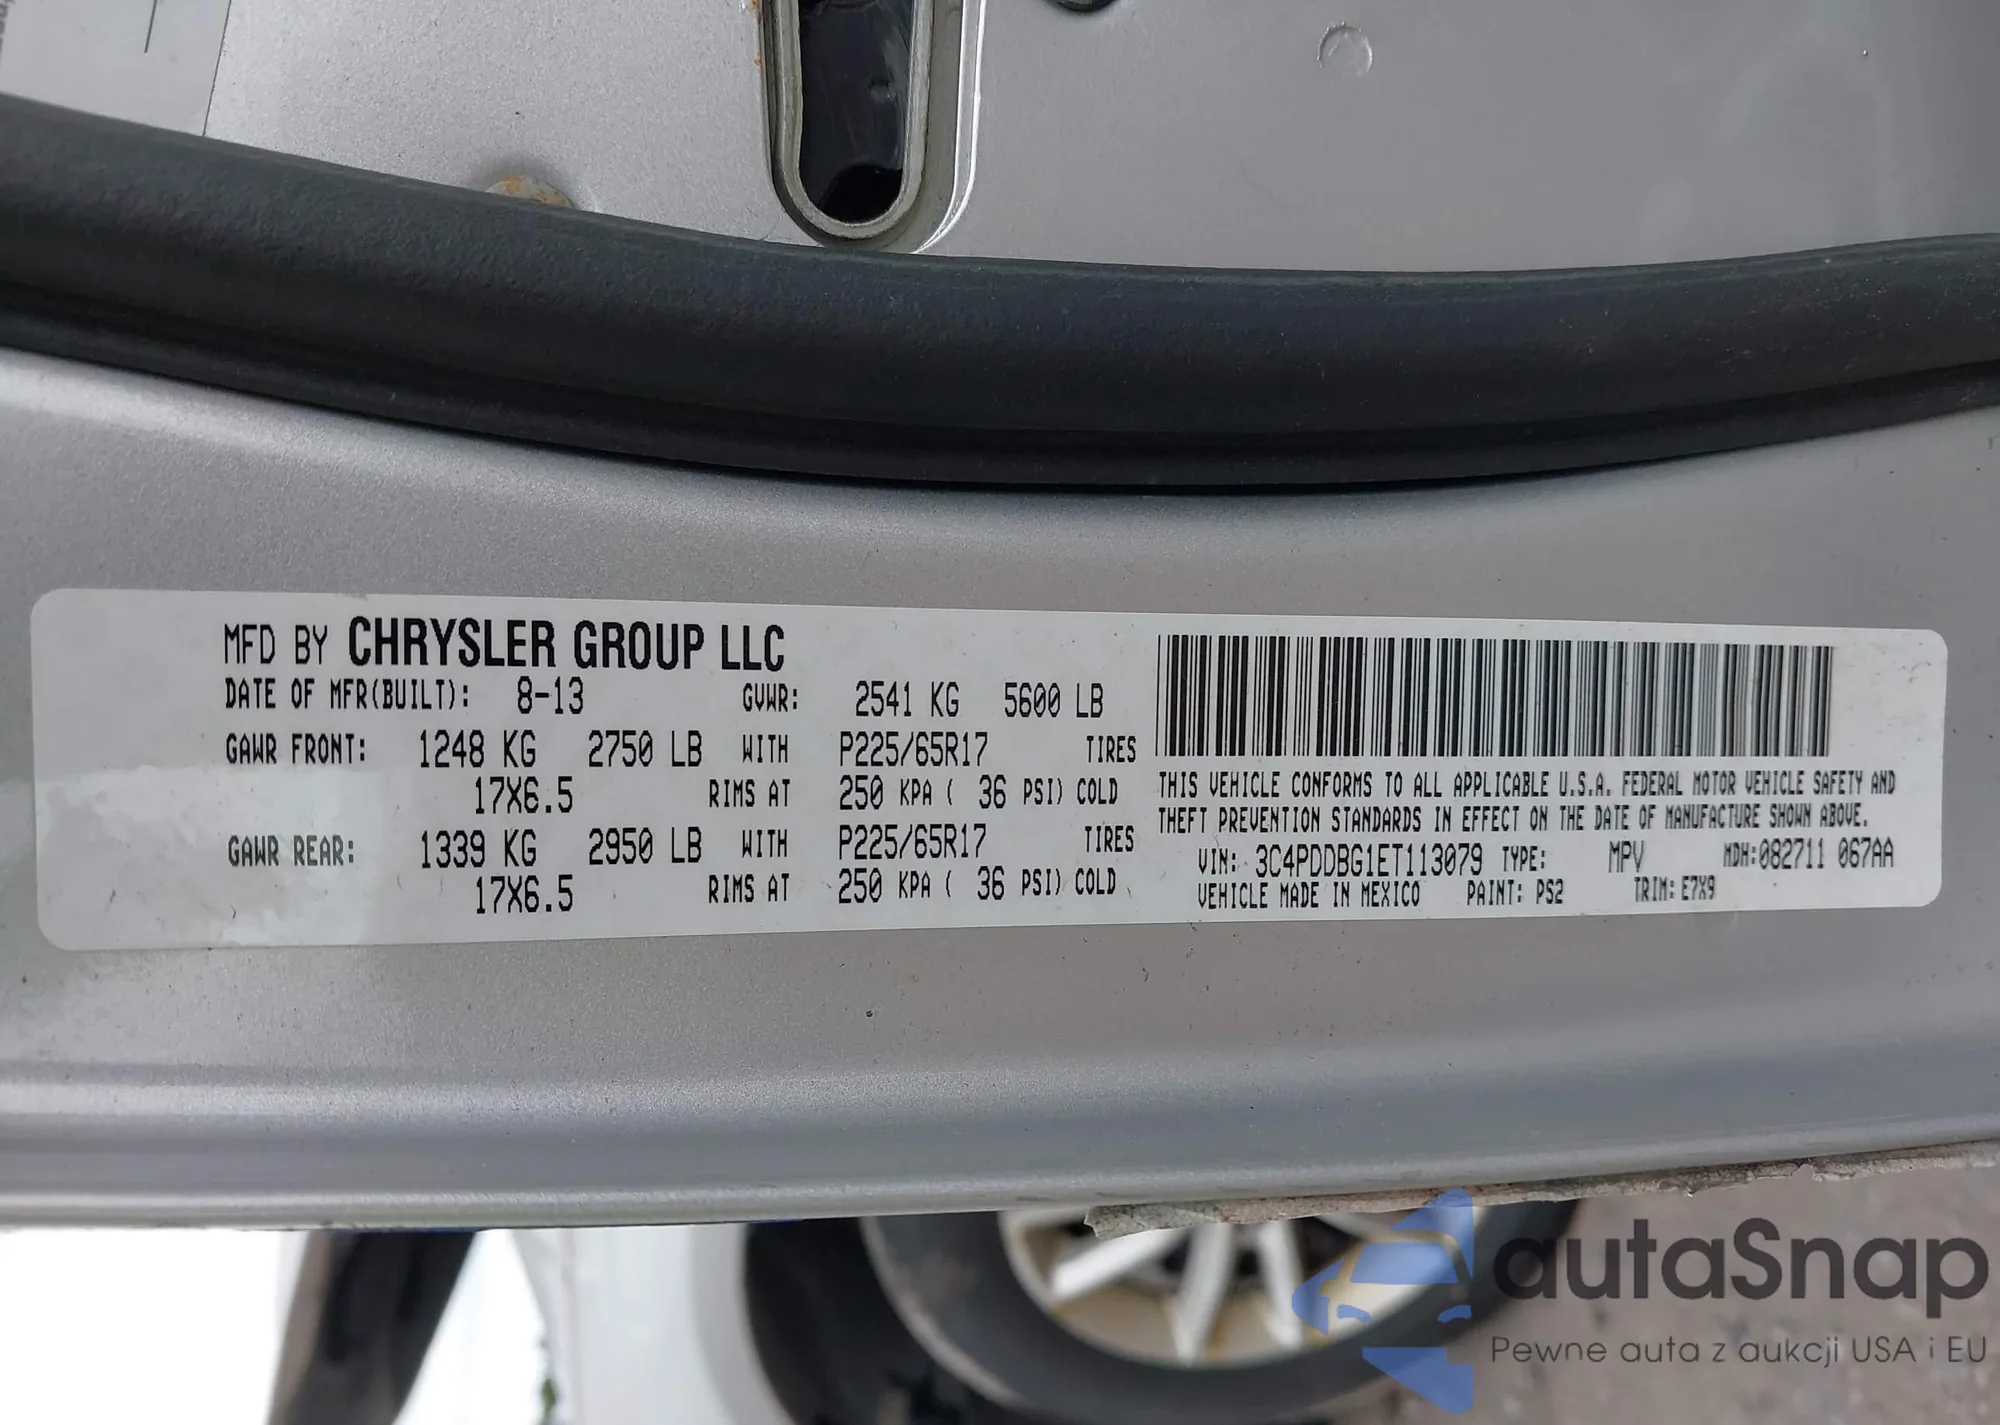 MFD BY CHRYSLER GROUP LLC
DATE OF MFR(BUILT): 8-13 GVWR: 2541 KG 5600 LB
GAWR FRONT: 1248 KG 2750 LB WITH P225/65R17 TIRES
17X6.5 RIMS AT 250 KPA ( 36 PSI) COLD
GAWR REAR: 1339 KG 2950 LB WITH P225/65R17 TIRES
17X6.5 RIMS AT 250 KPA ( 36 PSI) COLD
THIS VEHICLE CONFORMS TO ALL APPLICABLE U.S.A. FEDERAL MOTOR VEHICLE SAFETY AND
THEFT PREVENTION STANDARDS IN EFFECT ON THE DATE OF MANUFACTURE SHOWN ABOVE.
VIN: 3C4PDDBG1ET113079 TYPE: MPV MDH:082711 067AA
VEHICLE MADE IN MEXICO PAINT: PS2 TRIM: E7X9
autaSnap
Pewne auta z aukcji USA i EU